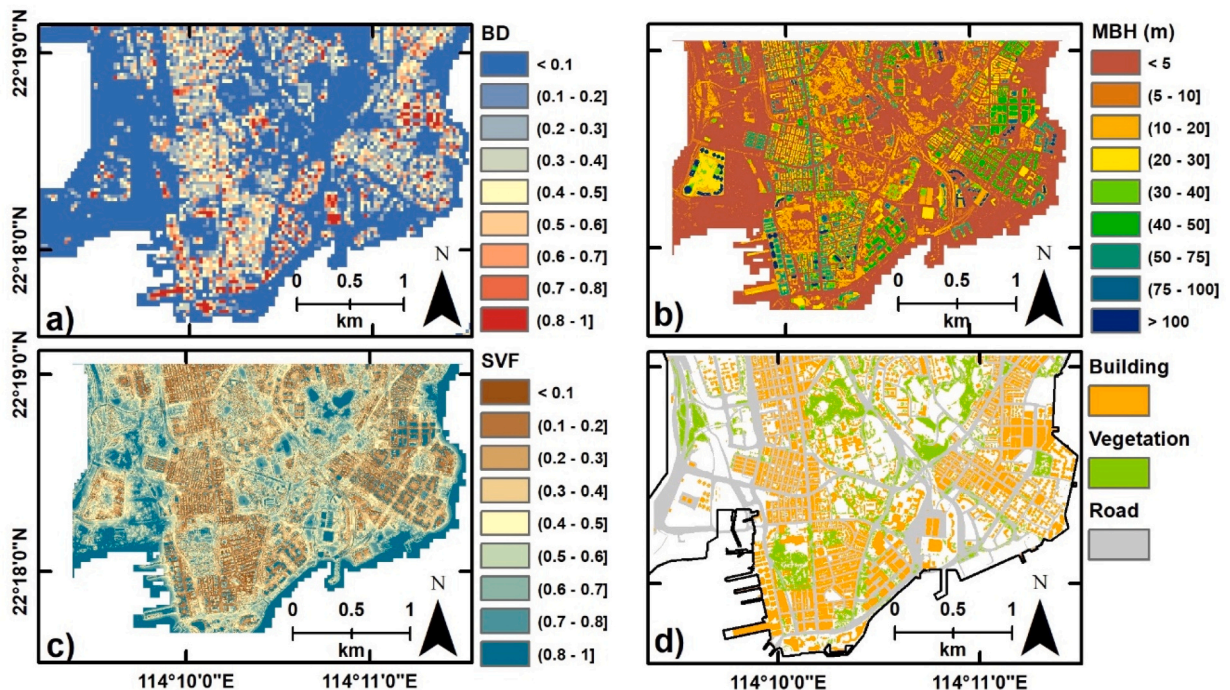 22°19'0"N
22°18'0"N
a)
N
0 0.5 1
km
BD
< 0.1
(0.1 - 0.2]
(0.2 - 0.3]
(0.3 - 0.4]
(0.4 - 0.5]
(0.5 - 0.6]
(0.6 - 0.7]
(0.7 - 0.8]
(0.8 - 1]
b)
N
0 0.5 1
km
MBH (m)
< 5
(5 - 10]
(10 - 20]
(20 - 30]
(30 - 40]
(40 - 50]
(50 - 75]
(75 - 100]
> 100
22°19'0"N
22°18'0"N
c)
N
0 0.5 1
km
SVF
< 0.1
(0.1 - 0.2]
(0.2 - 0.3]
(0.3 - 0.4]
(0.4 - 0.5]
(0.5 - 0.6]
(0.6 - 0.7]
(0.7 - 0.8]
(0.8 - 1]
d)
N
0 0.5 1
km
Building
Vegetation
Road
114°10'0"E
114°11'0"E
114°10'0"E
114°11'0"E